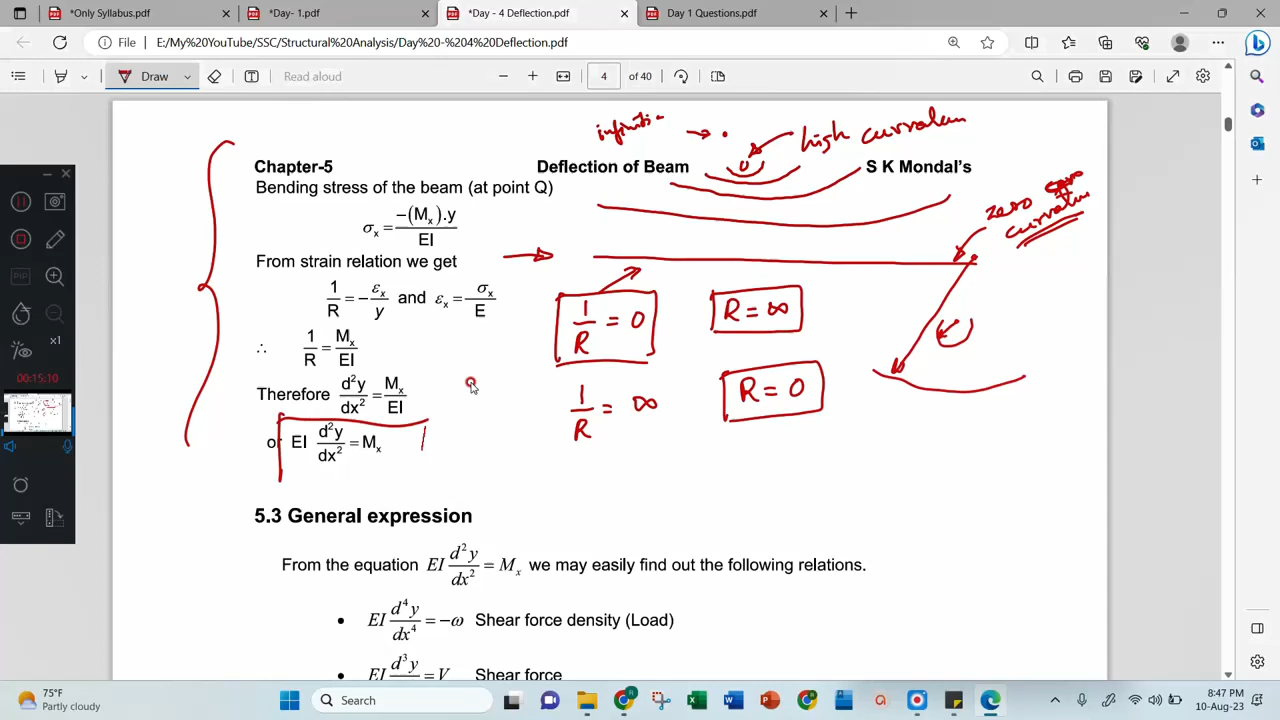 *Only Syllabus.pdf
*Day- 1.pdf
*Day - 4 Deflection.pdf
Day 1 Questions.pdf
File
E:/My%20YouTube/SSC/Structural%20Analysis/Day%20-%204%20Deflection.pdf
Draw
Read aloud
4
of 40
infinitie
high curvature
Chapter-5
Deflection of Beam
S K Mondal's
Bending stress of the beam (at point Q)
σx = −(Mx).y / EI
zero
curvature
From strain relation we get
1/R = − εx/y and εx = σx/E
1/R = 0
R = ∞
∴ 1/R = Mx/EI
x1
00:15:10
Therefore d²y/dx² = Mx/EI
1/R = ∞
R = 0
or EI d²y/dx² = Mx
PIP
5.3 General expression
From the equation EI d²y/dx² = Mx we may easily find out the following relations.
• EI d⁴y/dx⁴ = −ω Shear force density (Load)
• EI d³y/dx³ = V Shear force
75°F
Partly cloudy
Search
8:47 PM
10-Aug-23